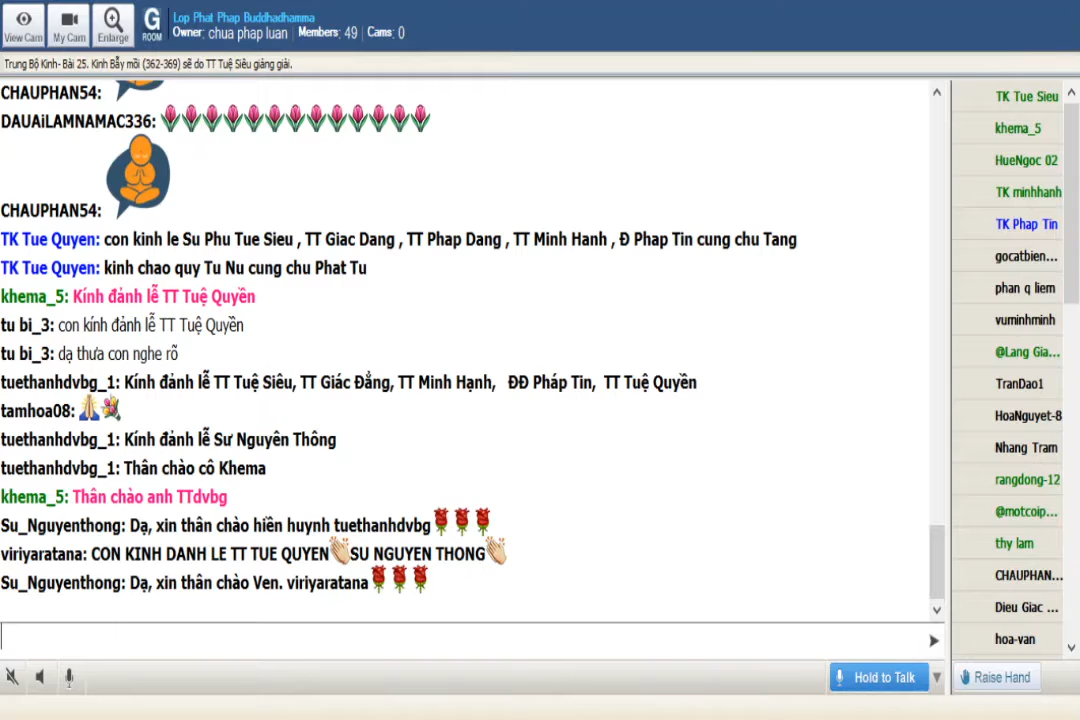 View Cam
My Cam
Enlarge
G
ROOM
Lop Phat Phap Buddhadhamma
Owner: chua phap luan | Members: 49 | Cams: 0
Trung Bộ Kinh- Bài 25. Kinh Bẫy mồi (362-369) sẽ do TT Tuệ Siêu giảng giải.
CHAUPHAN54:
DAUAiLAMNAMAC336:
CHAUPHAN54:
TK Tue Quyen: con kinh le Su Phu Tue Sieu , TT Giac Dang , TT Phap Dang , TT Minh Hanh , Đ Phap Tin cung chu Tang
TK Tue Quyen: kinh chao quy Tu Nu cung chu Phat Tu
khema_5: Kính đảnh lễ TT Tuệ Quyền
tu bi_3: con kính đảnh lễ TT Tuệ Quyền
tu bi_3: dạ thưa con nghe rõ
tuethanhdvbg_1: Kính đảnh lễ TT Tuệ Siêu, TT Giác Đẳng, TT Minh Hạnh, ĐĐ Pháp Tin, TT Tuệ Quyền
tamhoa08:
tuethanhdvbg_1: Kính đảnh lễ Sư Nguyên Thông
tuethanhdvbg_1: Thân chào cô Khema
khema_5: Thân chào anh TTdvbg
Su_Nguyenthong: Dạ, xin thân chào hiền huynh tuethanhdvbg
viriyaratana: CON KINH DANH LE TT TUE QUYEN SU NGUYEN THONG
Su_Nguyenthong: Dạ, xin thân chào Ven. viriyaratana
TK Tue Sieu
khema_5
HueNgoc 02
TK minhhanh
TK Phap Tin
gocatbien...
phan q liem
vuminhminh
@Lang Gia...
TranDao1
HoaNguyet-8
Nhang Tram
rangdong-12
@motcoip...
thy lam
CHAUPHAN...
Dieu Giac ...
hoa-van
Hold to Talk
Raise Hand